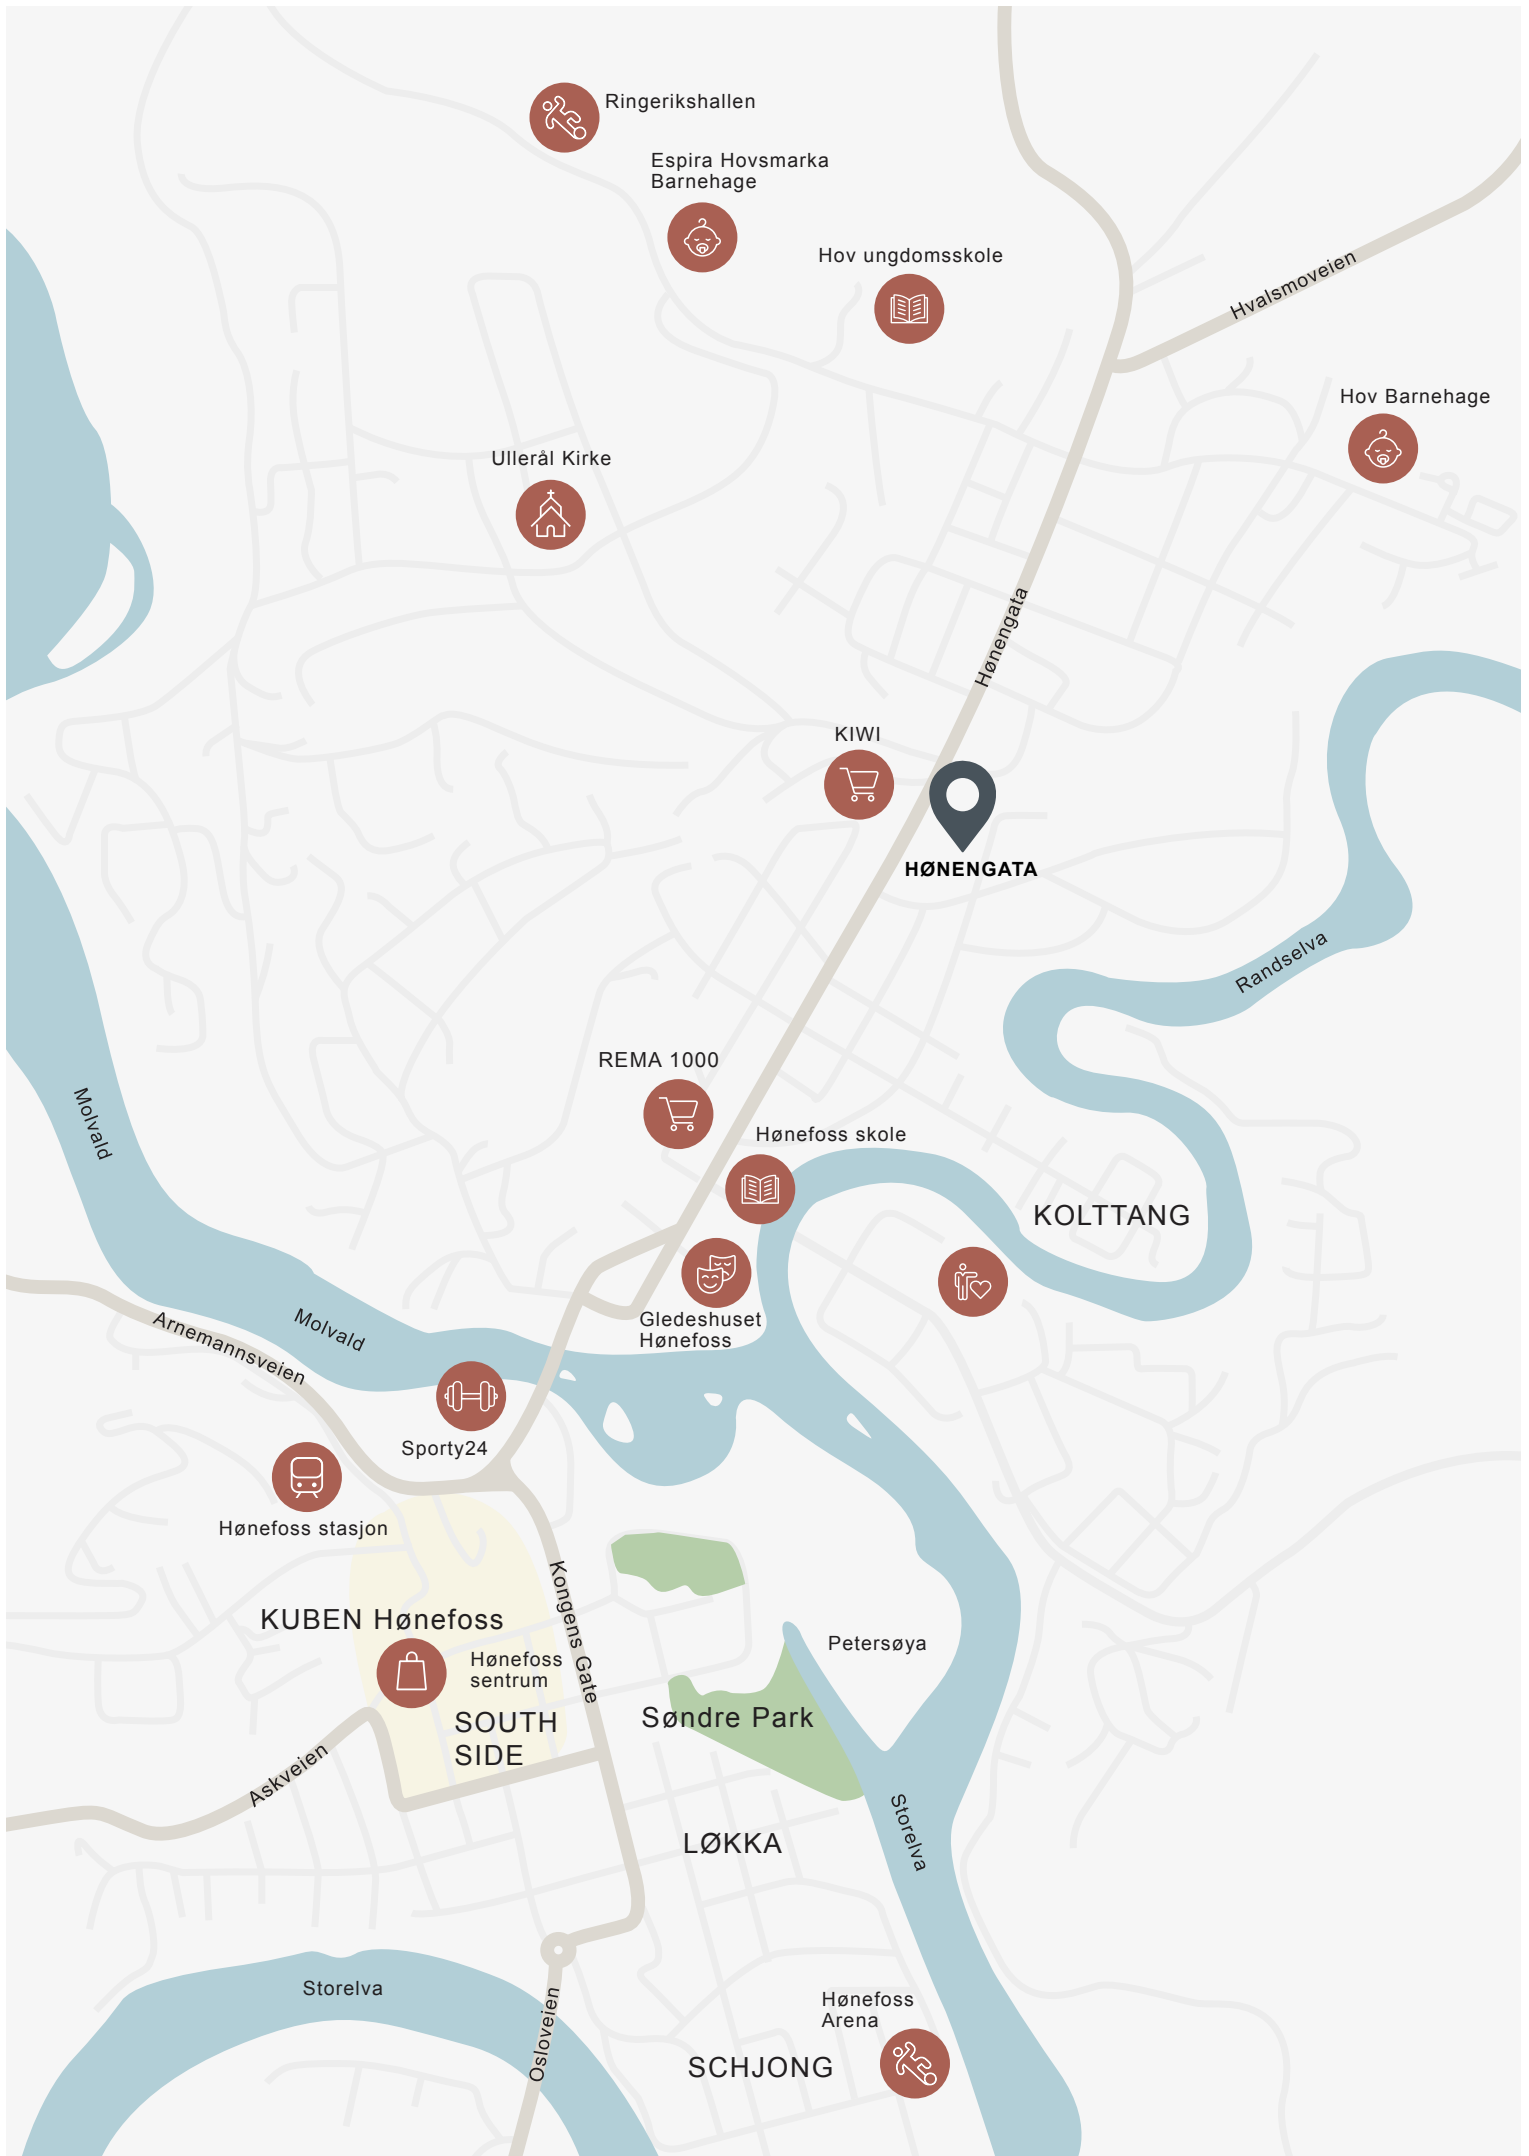 Ringerikshallen
Espira Hovsmarka
Barnehage
Hov ungdomsskole
Hvalsmoveien
Hov Barnehage
Ullerål Kirke
Hønengata
KIWI
HØNENGATA
Randselva
REMA 1000
Molvald
Hønefoss skole
KOLTTANG
Gledeshuset
Hønefoss
Molvald
Arnemannsveien
Sporty24
Hønefoss stasjon
Kongens Gate
KUBEN Hønefoss
Hønefoss
sentrum
Petersøya
SOUTH
SIDE
Søndre Park
Askveien
Storelva
LØKKA
Storelva
Osloveien
Hønefoss
Arena
SCHJONG